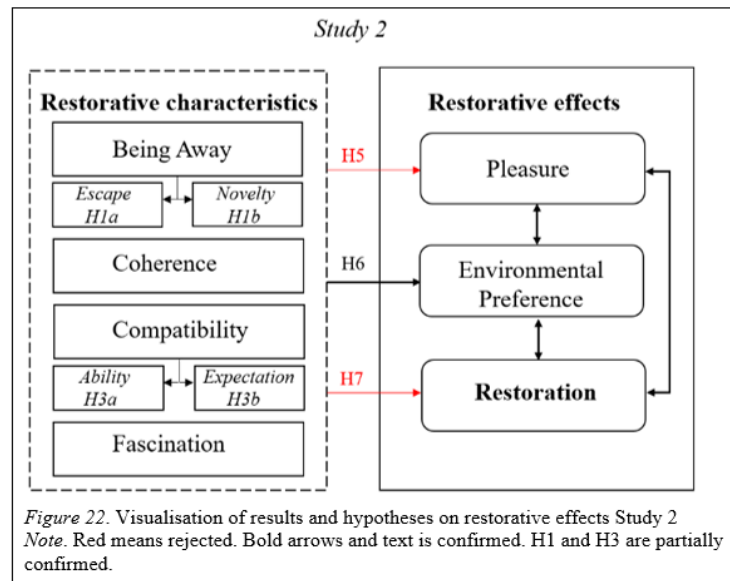 Study 2
Restorative characteristics
Being Away
Escape
H1a
Novelty
H1b
Coherence
Compatibility
Ability
H3a
Expectation
H3b
Fascination
H5
H6
H7
Restorative effects
Pleasure
Environmental
Preference
Restoration
Figure 22. Visualisation of results and hypotheses on restorative effects Study 2
Note. Red means rejected. Bold arrows and text is confirmed. H1 and H3 are partially
confirmed.